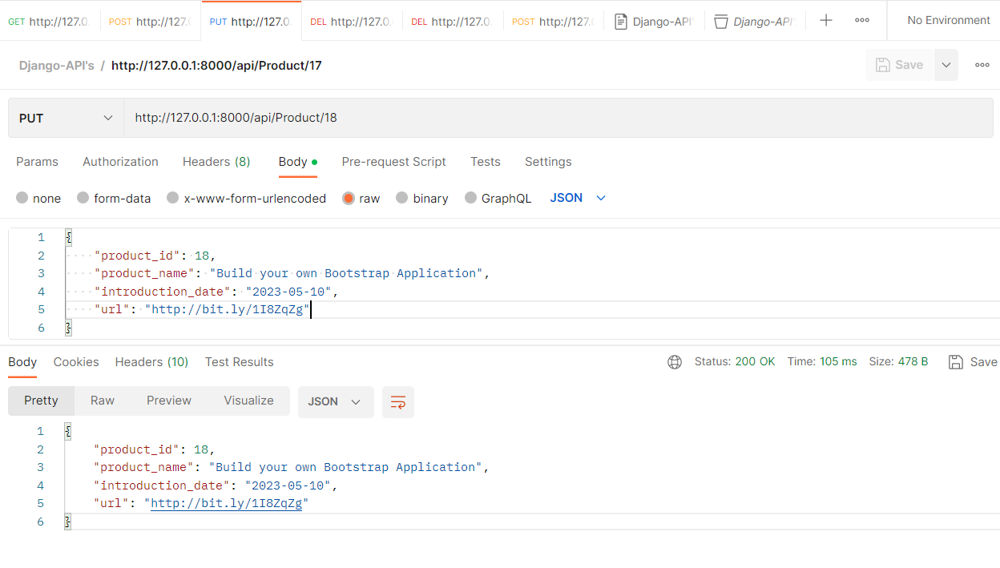 GET http://127.0. POST http://127. PUT http://127.0. DEL http://127.0. DEL http://127.0. POST http://127.0 Django-API' Django-API' No Environment
Django-API's / http://127.0.0.1:8000/api/Product/17 Save
PUT http://127.0.0.1:8000/api/Product/18
Params Authorization Headers (8) Body Pre-request Script Tests Settings
none form-data x-www-form-urlencoded raw binary GraphQL JSON
1 {
2 "product_id": 18,
3 "product_name": "Build your own Bootstrap Application",
4 "introduction_date": "2023-05-10",
5 "url": "http://bit.ly/1I8ZqZg"
6 }
Body Cookies Headers (10) Test Results Status: 200 OK Time: 105 ms Size: 478 B Save
Pretty Raw Preview Visualize JSON
1 {
2 "product_id": 18,
3 "product_name": "Build your own Bootstrap Application",
4 "introduction_date": "2023-05-10",
5 "url": "http://bit.ly/1I8ZqZg"
6 }